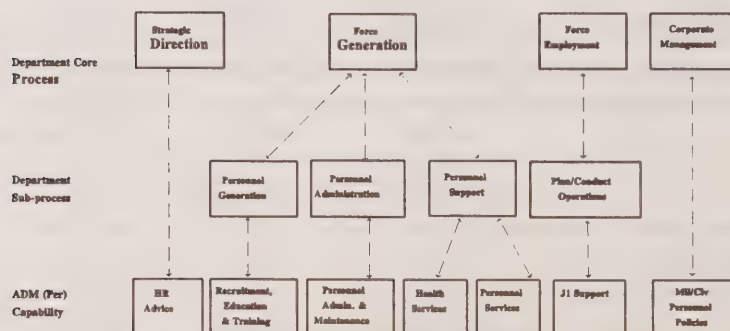 Strategic
Direction
Force
Generation
Force
Employment
Corporate
Management
Department Core
Process
Department
Sub-process
Personnel
Generation
Personnel
Administration
Personnel
Support
Plan/Conduct
Operations
ADM (Per)
Capability
HR
Advice
Recruitment,
Education
& Training
Personnel
Admin. &
Maintenance
Health
Services
Personnel
Services
J1 Support
Mil/Civ
Personnel
Policies